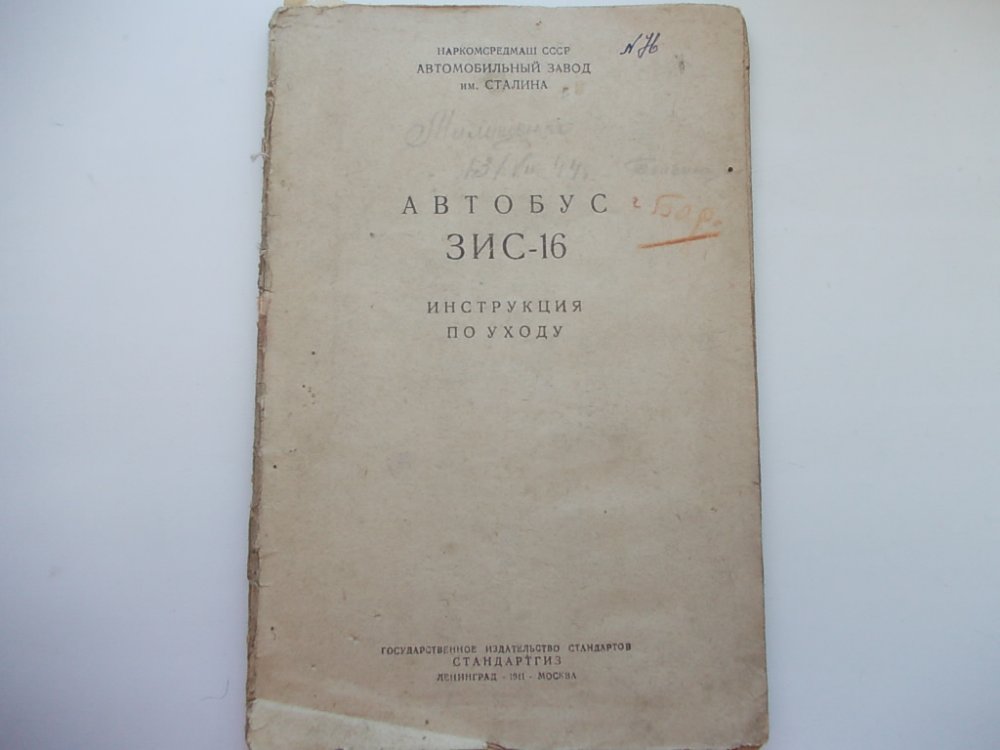 НАРКОМСРЕДМАШ СССР
АВТОМОБИЛЬНЫЙ ЗАВОД
им. СТАЛИНА
N 76
АВТОБУС
г Бор.
ЗИС-16
ИНСТРУКЦИЯ
ПО УХОДУ
ГОСУДАРСТВЕННОЕ ИЗДАТЕЛЬСТВО СТАНДАРТОВ
СТАНДАРТГИЗ
ЛЕНИНГРАД - 1941 - МОСКВА